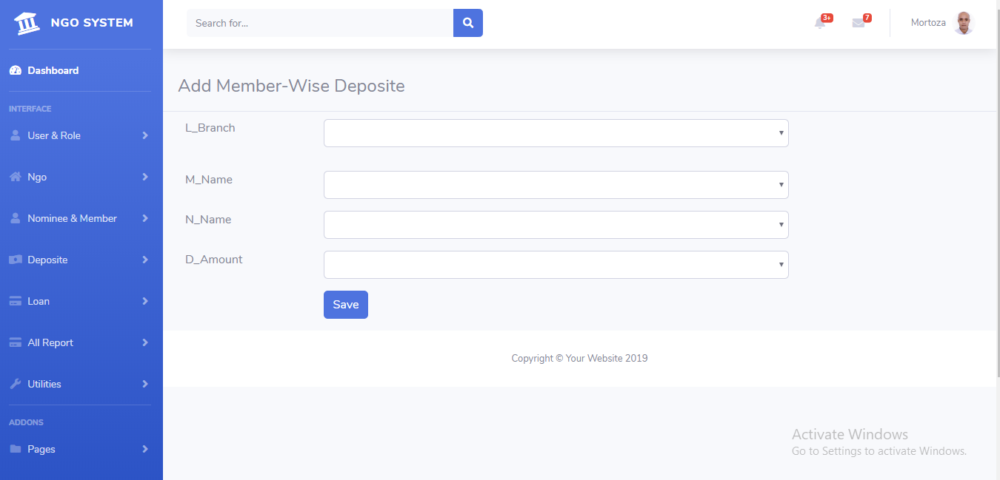 NGO SYSTEM
Search for...
3+
7
Mortoza
Dashboard
Add Member-Wise Deposite
INTERFACE
User & Role
L_Branch
Ngo
M_Name
Nominee & Member
N_Name
Deposite
D_Amount
Loan
Save
All Report
Copyright © Your Website 2019
Utilities
ADDONS
Pages
Activate Windows
Go to Settings to activate Windows.